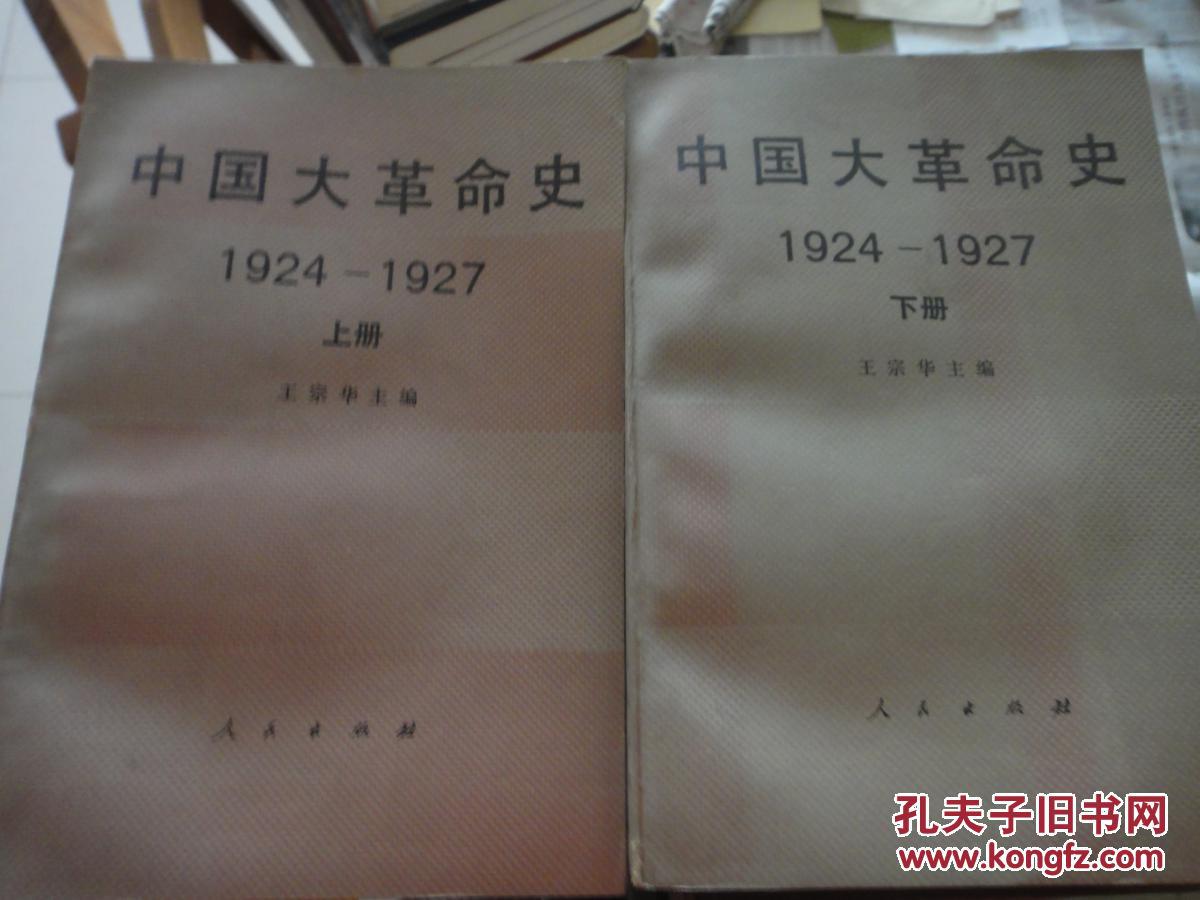 中国大革命史
1924－1927
上册
王宗华主编
人民出版社
中国大革命史
1924－1927
下册
王宗华主编
人民出版社
孔夫子旧书网
www.kongfz.com